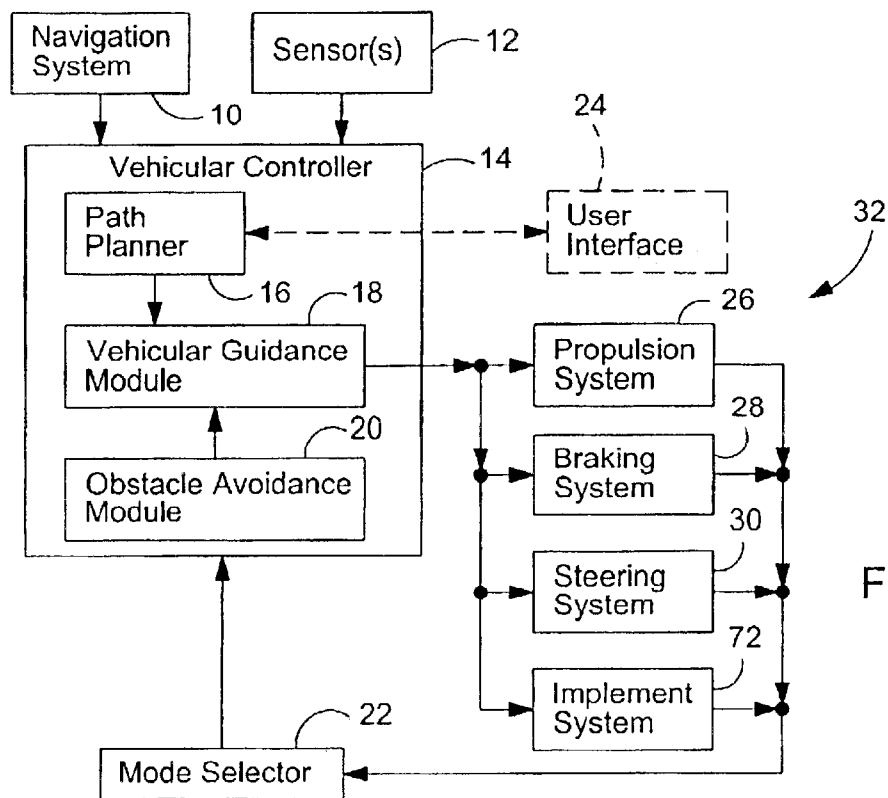 Navigation
System
Sensor(s)
12
10
24
Vehicular Controller
14
Path
Planner
User
Interface
32
16
18
26
Vehicular Guidance
Module
Propulsion
System
20
28
Obstacle Avoidance
Module
Braking
System
30
Steering
System
F
72
Implement
System
22
Mode Selector